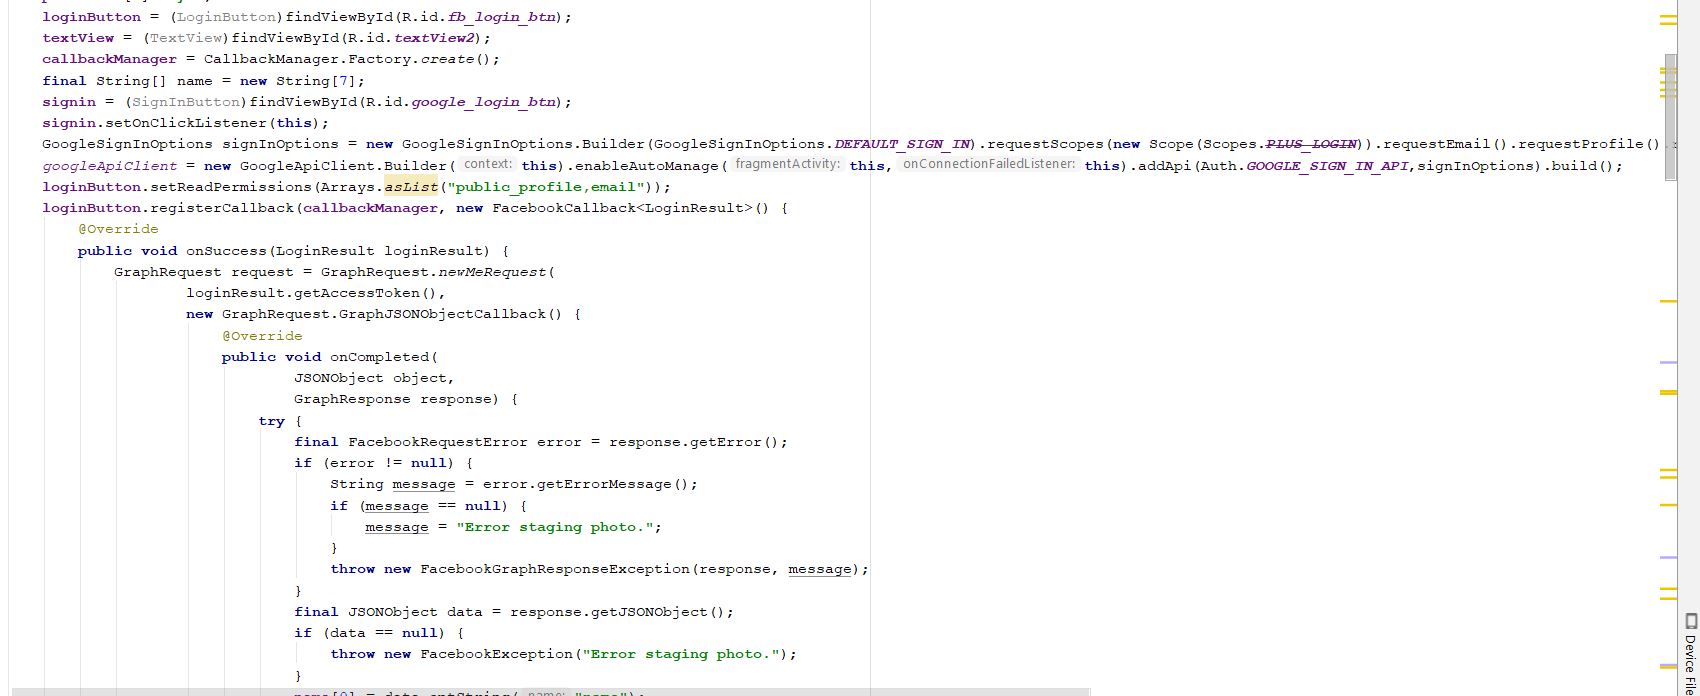 loginButton = (LoginButton)findViewById(R.id.fb_login_btn);
textView = (TextView)findViewById(R.id.textView2);
callbackManager = CallbackManager.Factory.create();
final String[] name = new String[7];
signin = (SignInButton)findViewById(R.id.google_login_btn);
signin.setOnClickListener(this);
GoogleSignInOptions signInOptions = new GoogleSignInOptions.Builder(GoogleSignInOptions.DEFAULT_SIGN_IN).requestScopes(new Scope(Scopes.PLUS_LOGIN)).requestEmail().requestProfile()
googleApiClient = new GoogleApiClient.Builder( context: this).enableAutoManage( fragmentActivity: this, onConnectionFailedListener: this).addApi(Auth.GOOGLE_SIGN_IN_API,signInOptions).build();
loginButton.setReadPermissions(Arrays.asList("public_profile,email"));
loginButton.registerCallback(callbackManager, new FacebookCallback<LoginResult>() {
@Override
public void onSuccess(LoginResult loginResult) {
GraphRequest request = GraphRequest.newMeRequest(
loginResult.getAccessToken(),
new GraphRequest.GraphJSONObjectCallback() {
@Override
public void onCompleted(
JSONObject object,
GraphResponse response) {
try {
final FacebookRequestError error = response.getError();
if (error != null) {
String message = error.getErrorMessage();
if (message == null) {
message = "Error staging photo.";
}
throw new FacebookGraphResponseException(response, message);
}
final JSONObject data = response.getJSONObject();
if (data == null) {
throw new FacebookException("Error staging photo.");
}
Device File